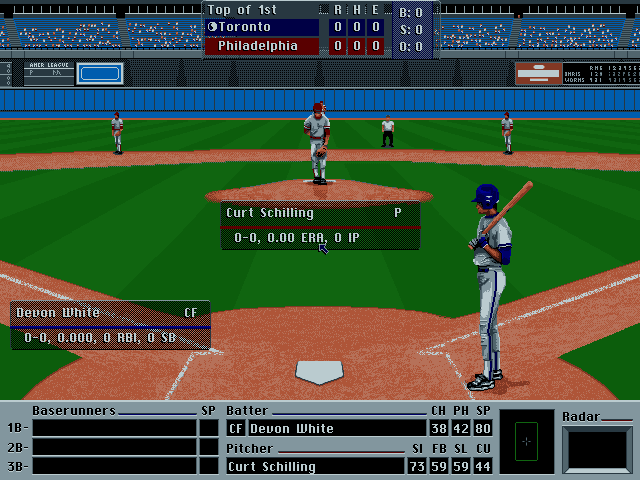 Top of 1st R H E B: 0
Toronto 0 0 0 S: 0
Philadelphia 0 0 0 O: 0
AMER LEAGUE
Curt Schilling P
0-0, 0.00 ERA, 0 IP
Devon White CF
0-0, 0.000, 0 RBI, 0 SB
Baserunners SP Batter CH PH SP
1B- CF Devon White 38 42 80 Radar
2B- Pitcher SI FB SL CU
3B- Curt Schilling 73 59 59 44